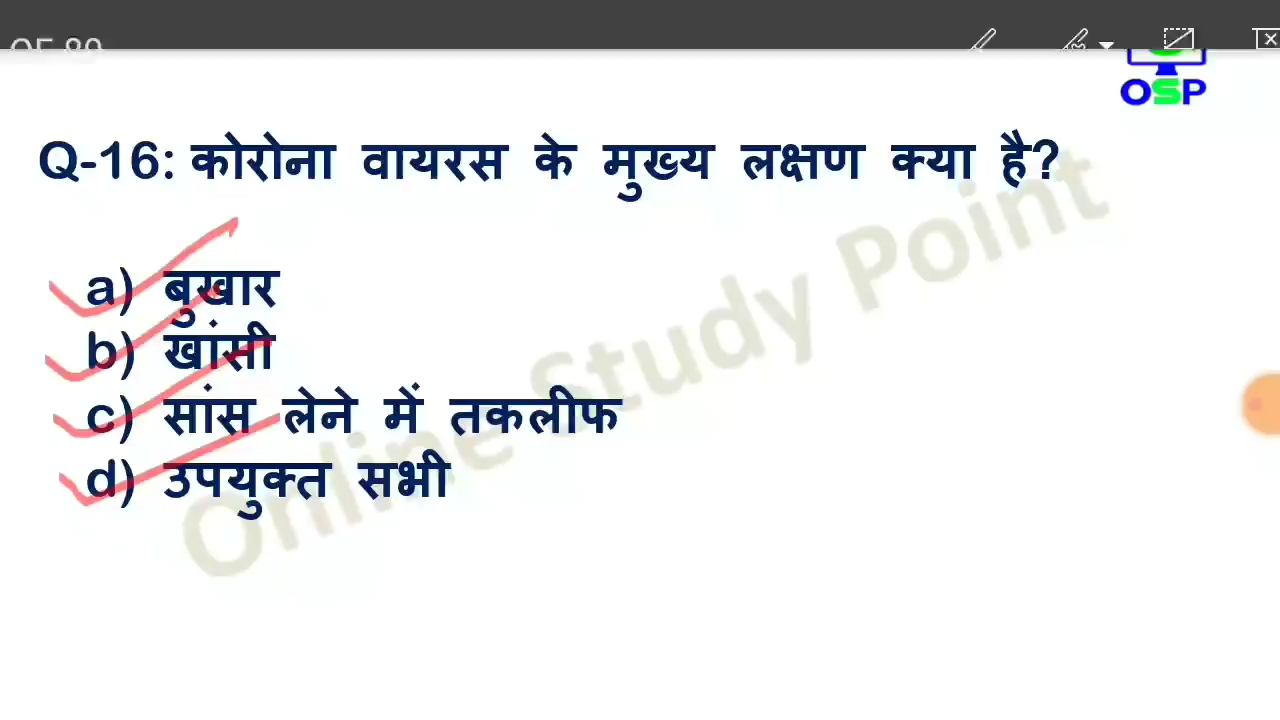 OSP
Q-16: कोरोना वायरस के मुख्य लक्षण क्या है?
a) बुखार
b) खांसी
c) सांस लेने में तकलीफ
d) उपयुक्त सभी
Online Study Point